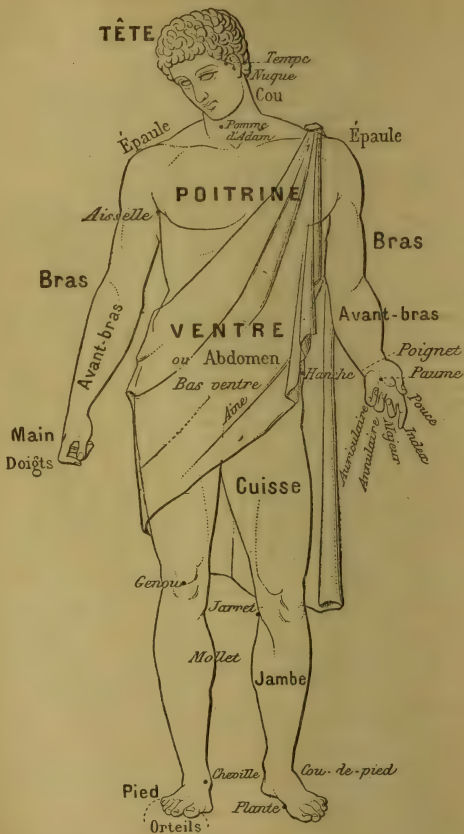 TÊTE
Tempe
Nuque
Cou
Pomme
d'Adam
Épaule
Épaule
POITRINE
Aisselle
Bras
Bras
Avant-bras
Avant-bras
VENTRE
ou Abdomen
Bas ventre
Hanche
Aine
Poignet
Paume
Pouce
Index
Majeur
Annulaire
Auriculaire
Main
Doigts
Cuisse
Genou
Jarret
Mollet
Jambe
Cheville
Cou-de-pied
Pied
Plante
Orteils